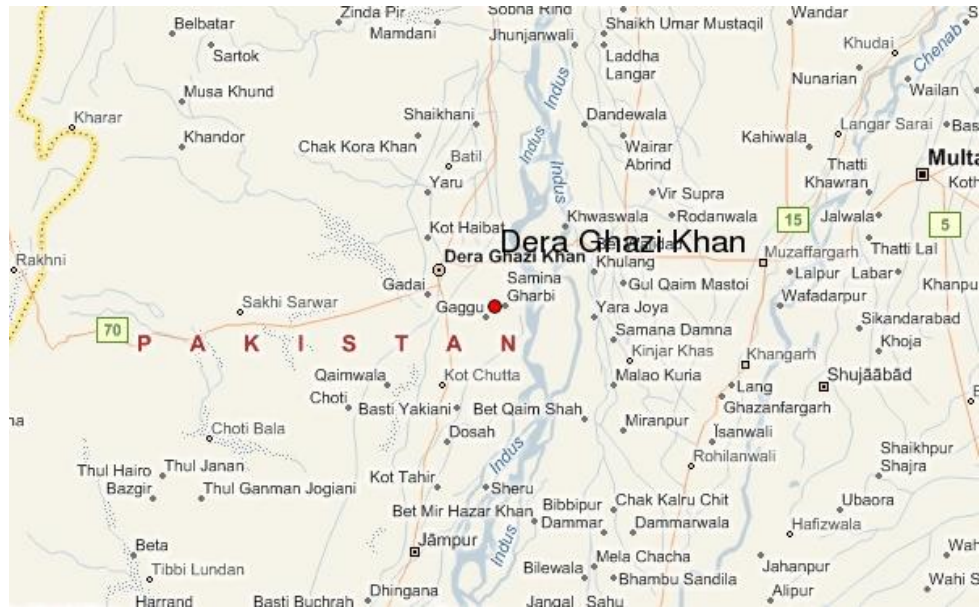 Zinda Pir
Sobha Rind
Wandar
Belbatar
Mamdani
Shaikh Umar Mustaqil
Jhunjanwali
Khudai
Chenab
Sartok
Laddha
Langar
Indus
Nunarian
Wailan
Musa Khund
Kharar
Shaikhani
Dandewala
Langar Sarai
Bas
Khandor
Chak Kora Khan
Indus
Wairar
Abrind
Kahiwala
Batil
Indus
Thatti
Khawran
Multa
Koth
Yaru
Vir Supra
Khwaswala
Rodanwala
15
Jalwala
5
Kot Haibat
Dera Ghazi Khan
Thatti Lal
Rakhni
Dera Ghazi Khan
Khulang
Muzaffargarh
Gadai
Samina
Gharbi
Gul Qaim Mastoi
Lalpur
Labar
Khanpu
Sakhi Sarwar
Gaggu
Yara Joya
Wafadarpur
70
PAKISTAN
Samana Damna
Sikandarabad
Kinjar Khas
Khangarh
Khoja
Qaimwala
Kot Chutta
Malao Kuria
Lang
Shujāābād
Choti
Basti Yakiani
Bet Qaim Shah
Ghazanfargarh
na
Choti Bala
Dosah
Miranpur
Isanwali
Thul Hairo
Thul Janan
Indus
Rohilanwali
Shaikhpur
Shajra
Bazgir
Thul Ganman Jogiani
Kot Tahir
Sheru
Bet Mir Hazar Khan
Bibbipur
Chak Kalru Chit
Ubaora
Dammar
Dammarwala
Hafizwala
Beta
Jāmpur
Indus
Mela Chacha
Wah
Tibbi Lundan
Bilewala
Bhambu Sandila
Jahanpur
Wahi S
Harrand
Basti Buchrah
Dhingana
Jangal Sahu
Alipur